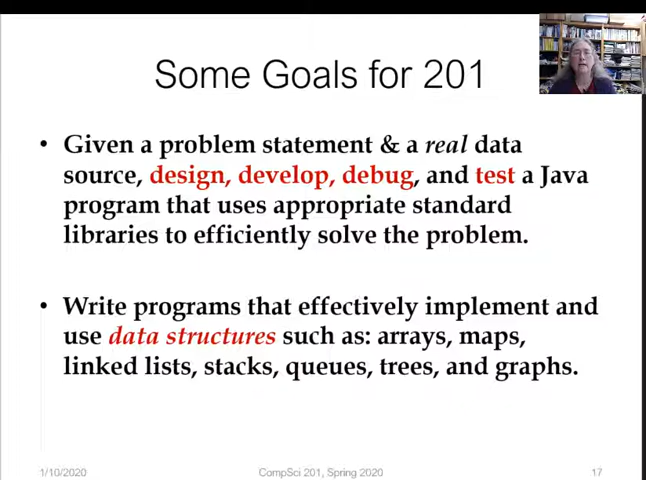 Some Goals for 201
• Given a problem statement & a real data
source, design, develop, debug, and test a Java
program that uses appropriate standard
libraries to efficiently solve the problem.
• Write programs that effectively implement and
use data structures such as: arrays, maps,
linked lists, stacks, queues, trees, and graphs.
1/10/2020
CompSci 201, Spring 2020
17